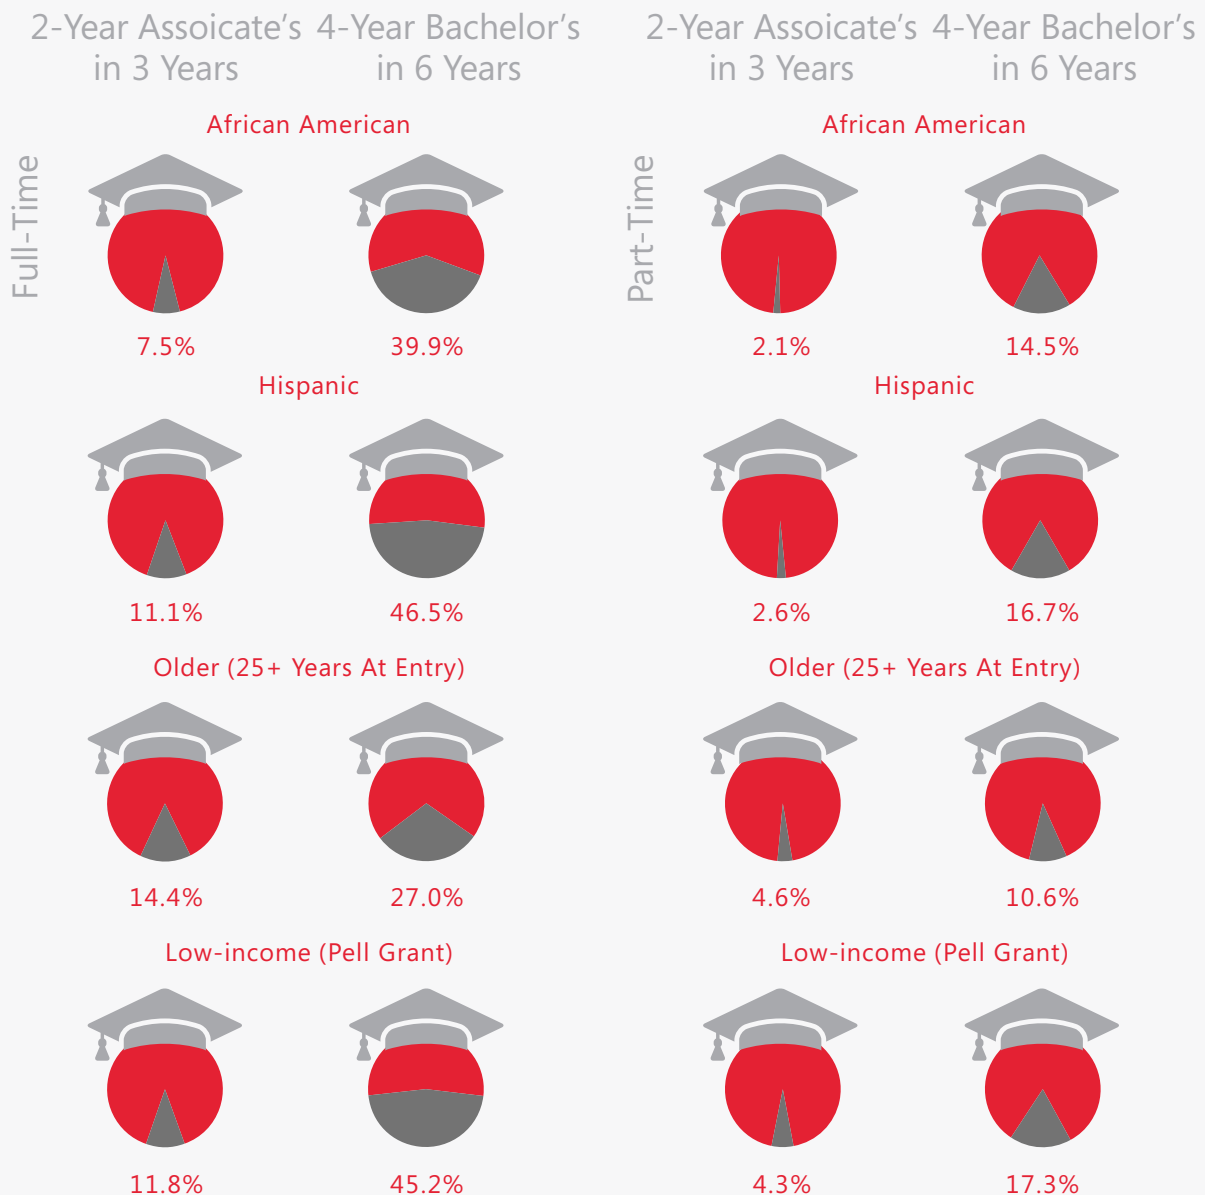 2-Year Assoicate's 4-Year Bachelor's
in 3 Years in 6 Years
2-Year Assoicate's 4-Year Bachelor's
in 3 Years in 6 Years
Full-Time
Part-Time
African American
African American
7.5% 39.9%
2.1% 14.5%
Hispanic
Hispanic
11.1% 46.5%
2.6% 16.7%
Older (25+ Years At Entry)
Older (25+ Years At Entry)
14.4% 27.0%
4.6% 10.6%
Low-income (Pell Grant)
Low-income (Pell Grant)
11.8% 45.2%
4.3% 17.3%